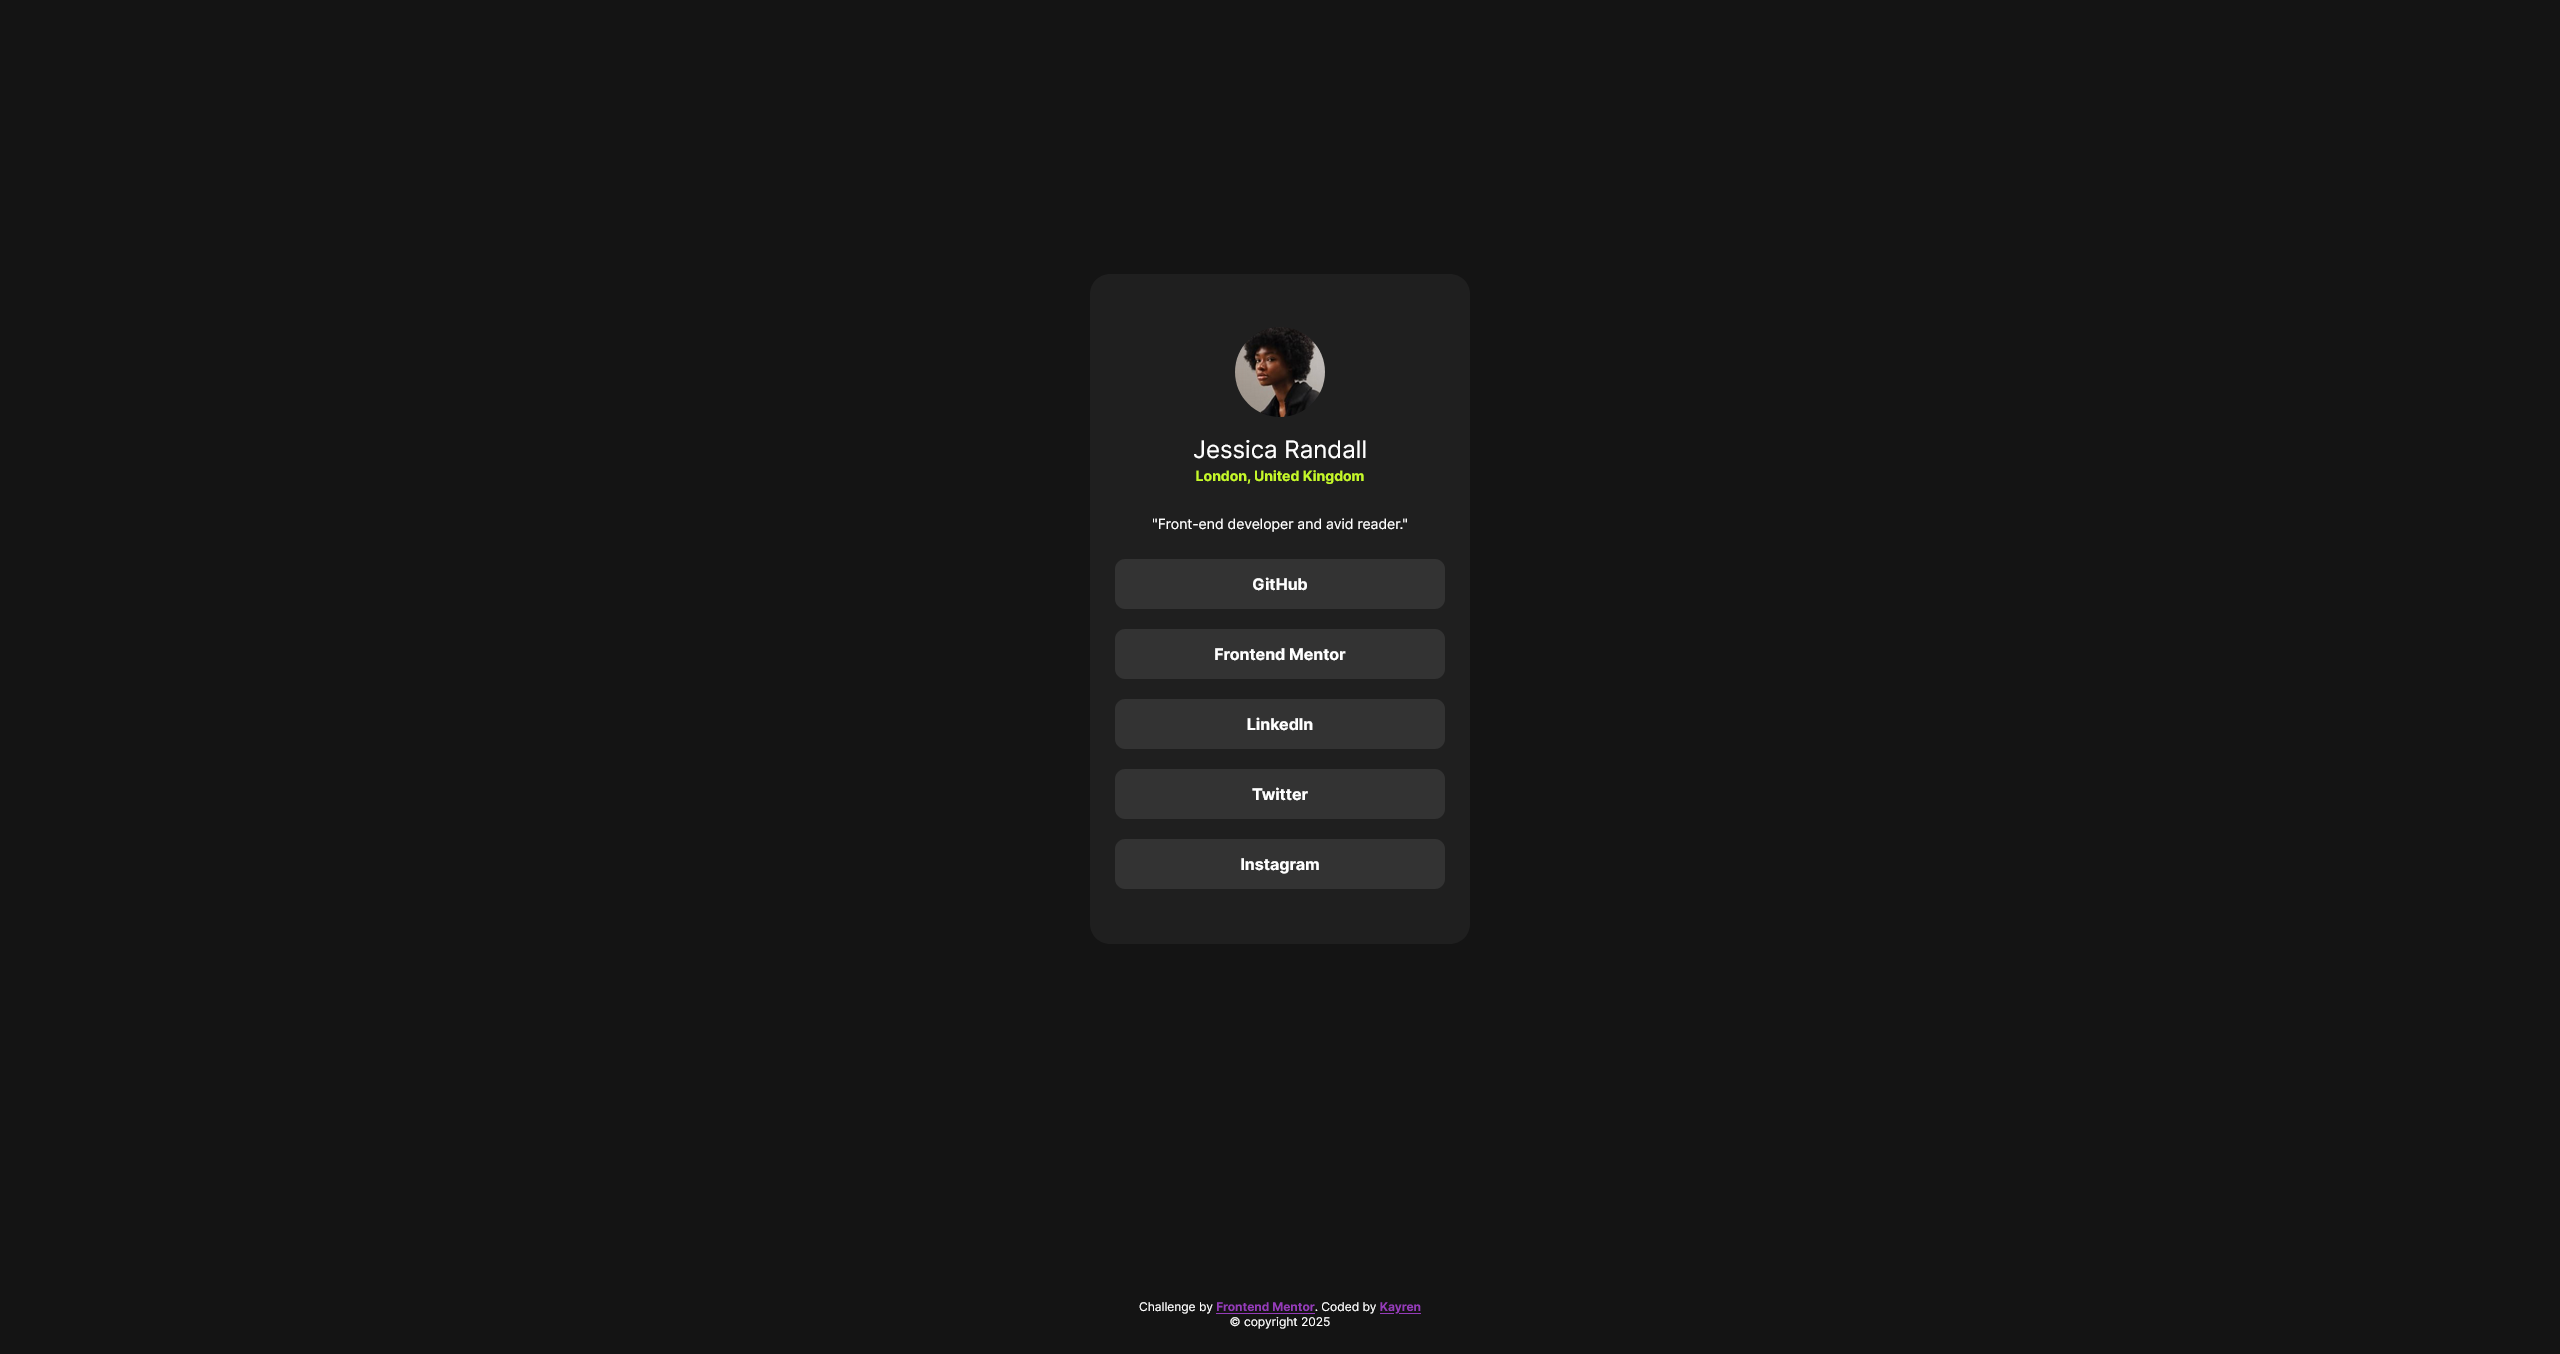 Jessica Randall
London, United Kingdom
"Front-end developer and avid reader."
GitHub
Frontend Mentor
LinkedIn
Twitter
Instagram
Challenge by Frontend Mentor. Coded by Kayren
© copyright 2025